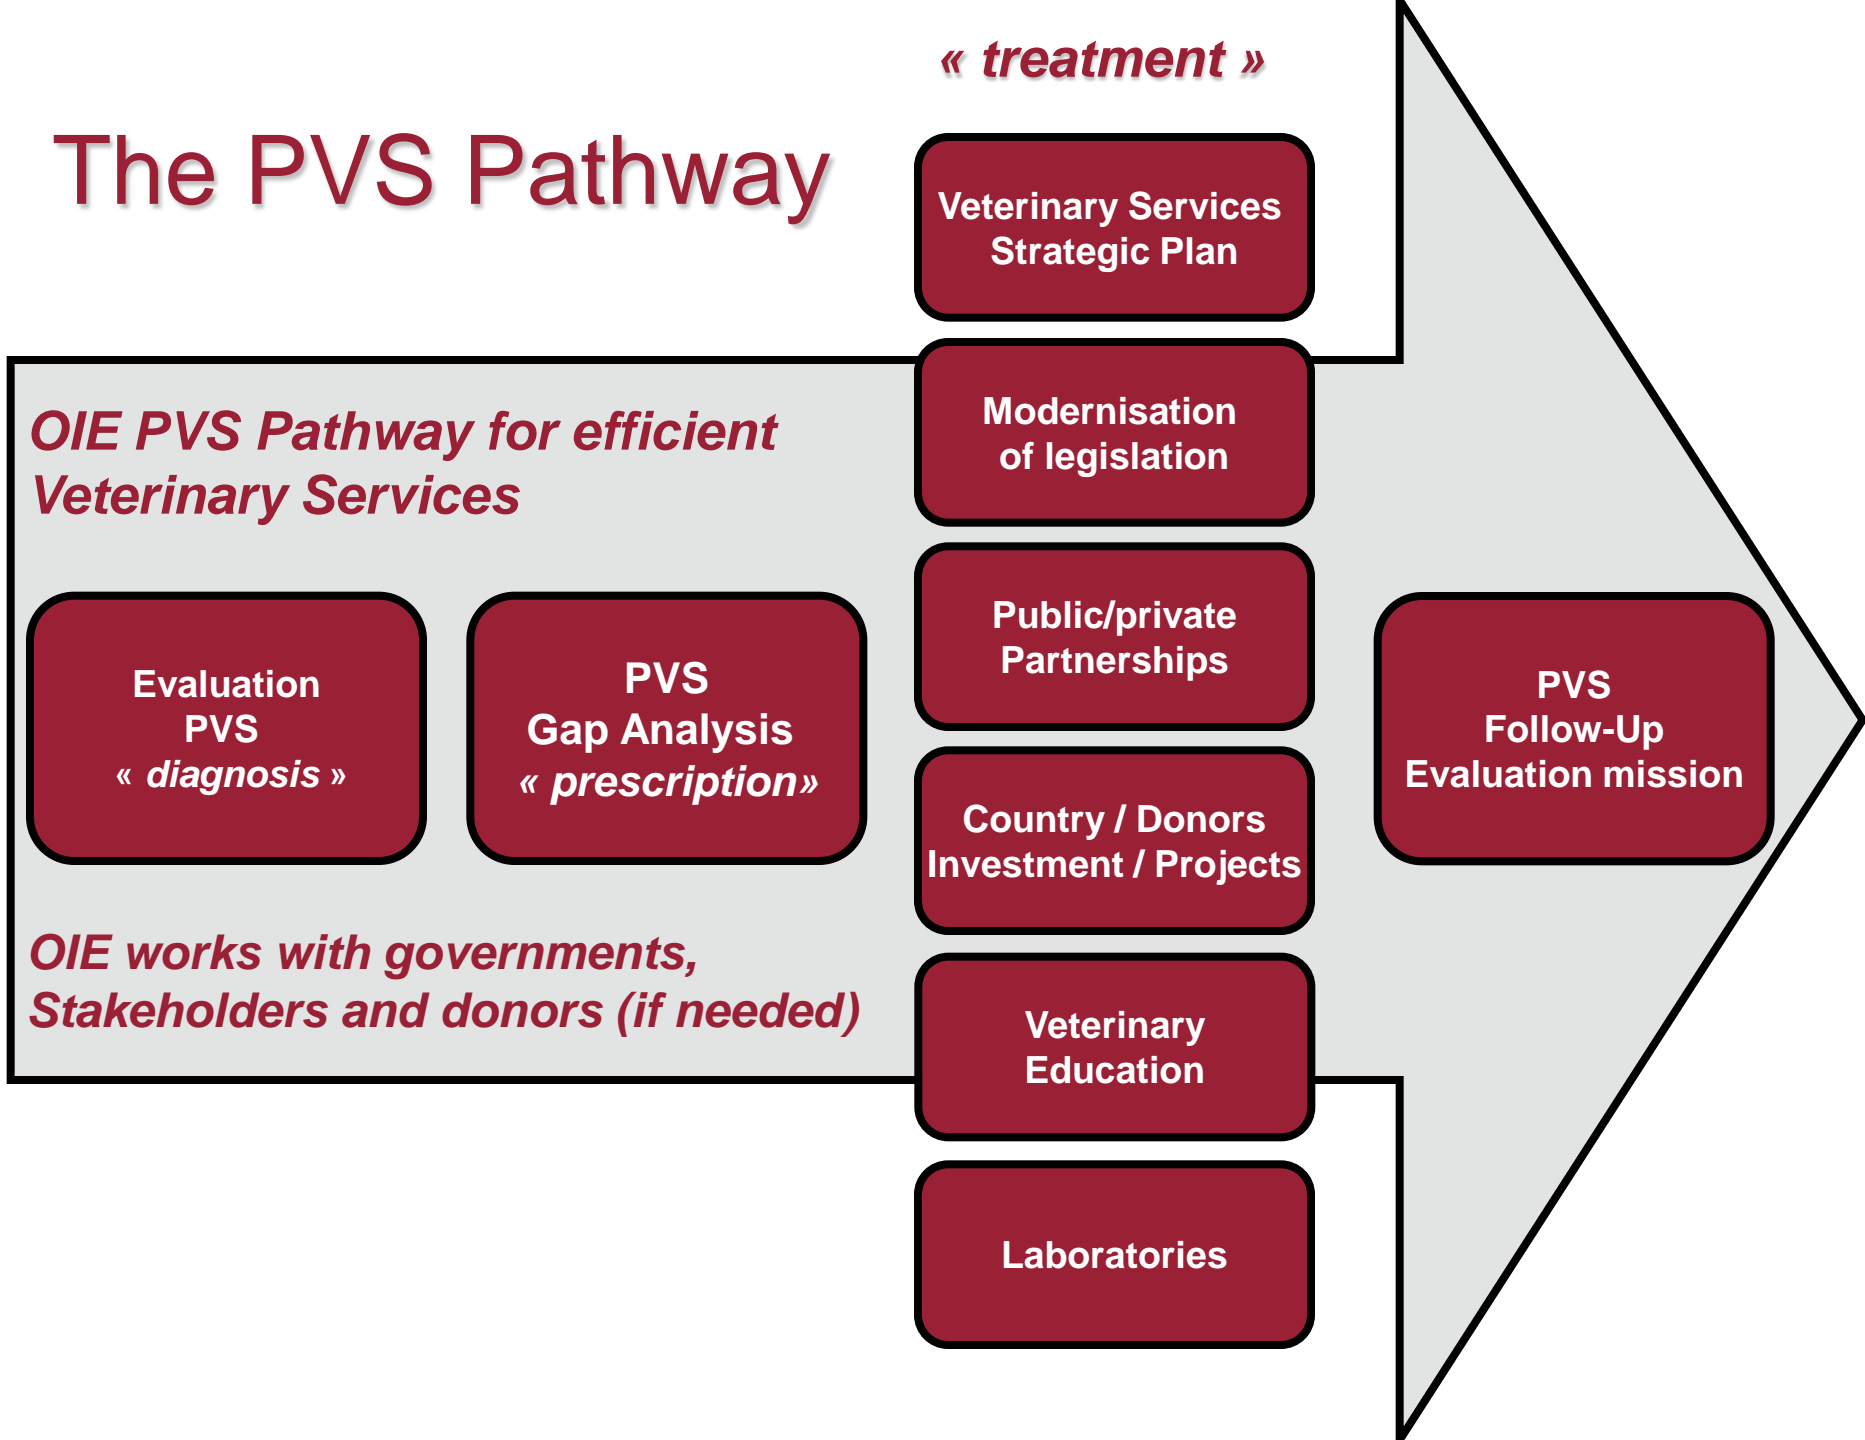 The PVS Pathway
OIE PVS Pathway for efficient
Veterinary Services
Evaluation
PVS
« diagnosis »
PVS
Gap Analysis
« prescription»
OIE works with governments,
Stakeholders and donors (if needed)
« treatment »
Veterinary Services
Strategic Plan
Modernisation
of legislation
Public/private
Partnerships
Country / Donors
Investment / Projects
Veterinary
Education
Laboratories
PVS
Follow-Up
Evaluation mission